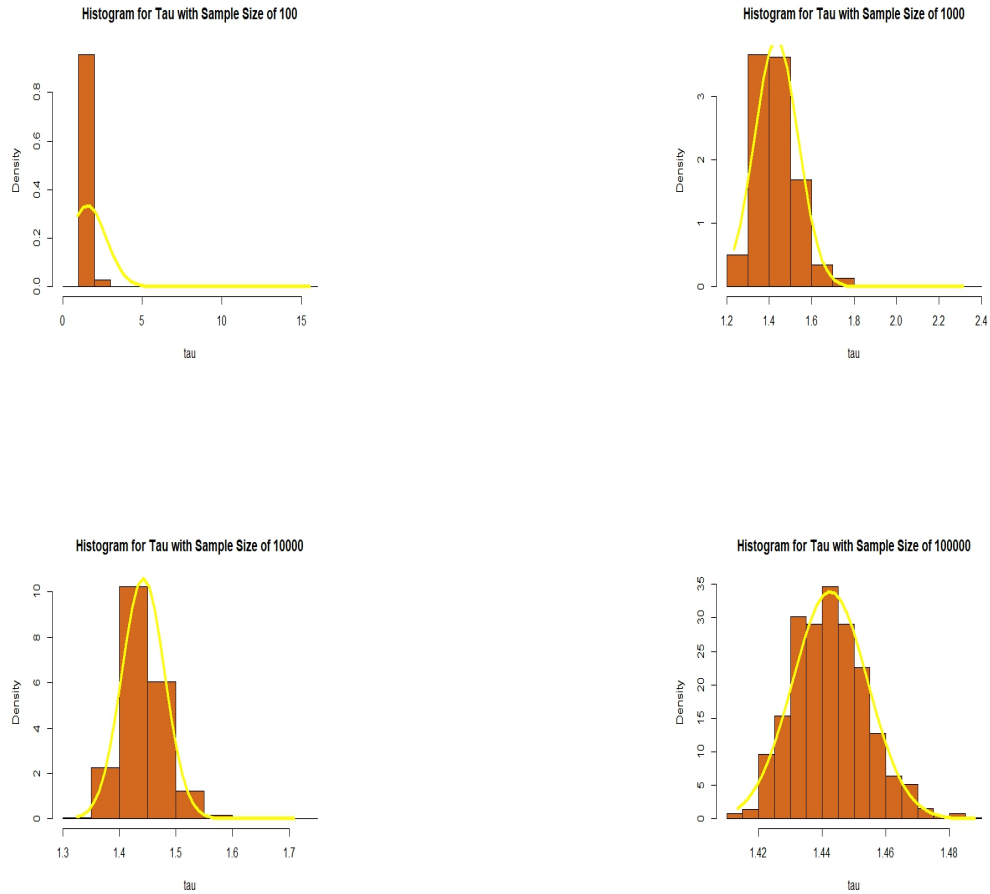 Histogram for Tau with Sample Size of 100
Density
0.0 0.2 0.4 0.6 0.8
0 5 10 15
tau
Histogram for Tau with Sample Size of 1000
Density
0 1 2 3
1.2 1.4 1.6 1.8 2.0 2.2 2.4
tau
Histogram for Tau with Sample Size of 10000
Density
0 2 4 6 8 10
1.3 1.4 1.5 1.6 1.7
tau
Histogram for Tau with Sample Size of 100000
Density
0 5 10 15 20 25 30 35
1.42 1.44 1.46 1.48
tau